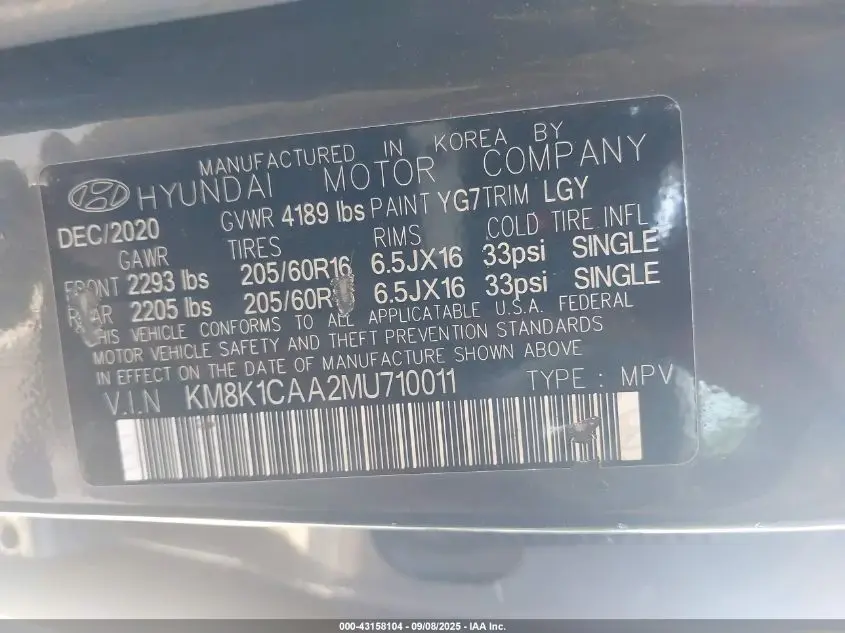 MANUFACTURED IN KOREA BY
HYUNDAI MOTOR COMPANY
DEC/2020 GVWR 4189 lbs PAINT YG7 TRIM LGY
GAWR TIRES RIMS COLD TIRE INFL
FRONT 2293 lbs 205/60R16 6.5JX16 33psi SINGLE
REAR 2205 lbs 205/60R 6.5JX16 33psi SINGLE
THIS VEHICLE CONFORMS TO ALL APPLICATABLE U.S.A. FEDERAL
MOTOR VEHICLE SAFETY AND THEFT PREVENTION STANDARDS
IN EFFECT ON THE DATE OF MANUFACTURE SHOWN ABOVE
V.I.N KM8K1CAA2MU710011 TYPE : MPV
000-43158104 - 09/08/2025 - IAA Inc.